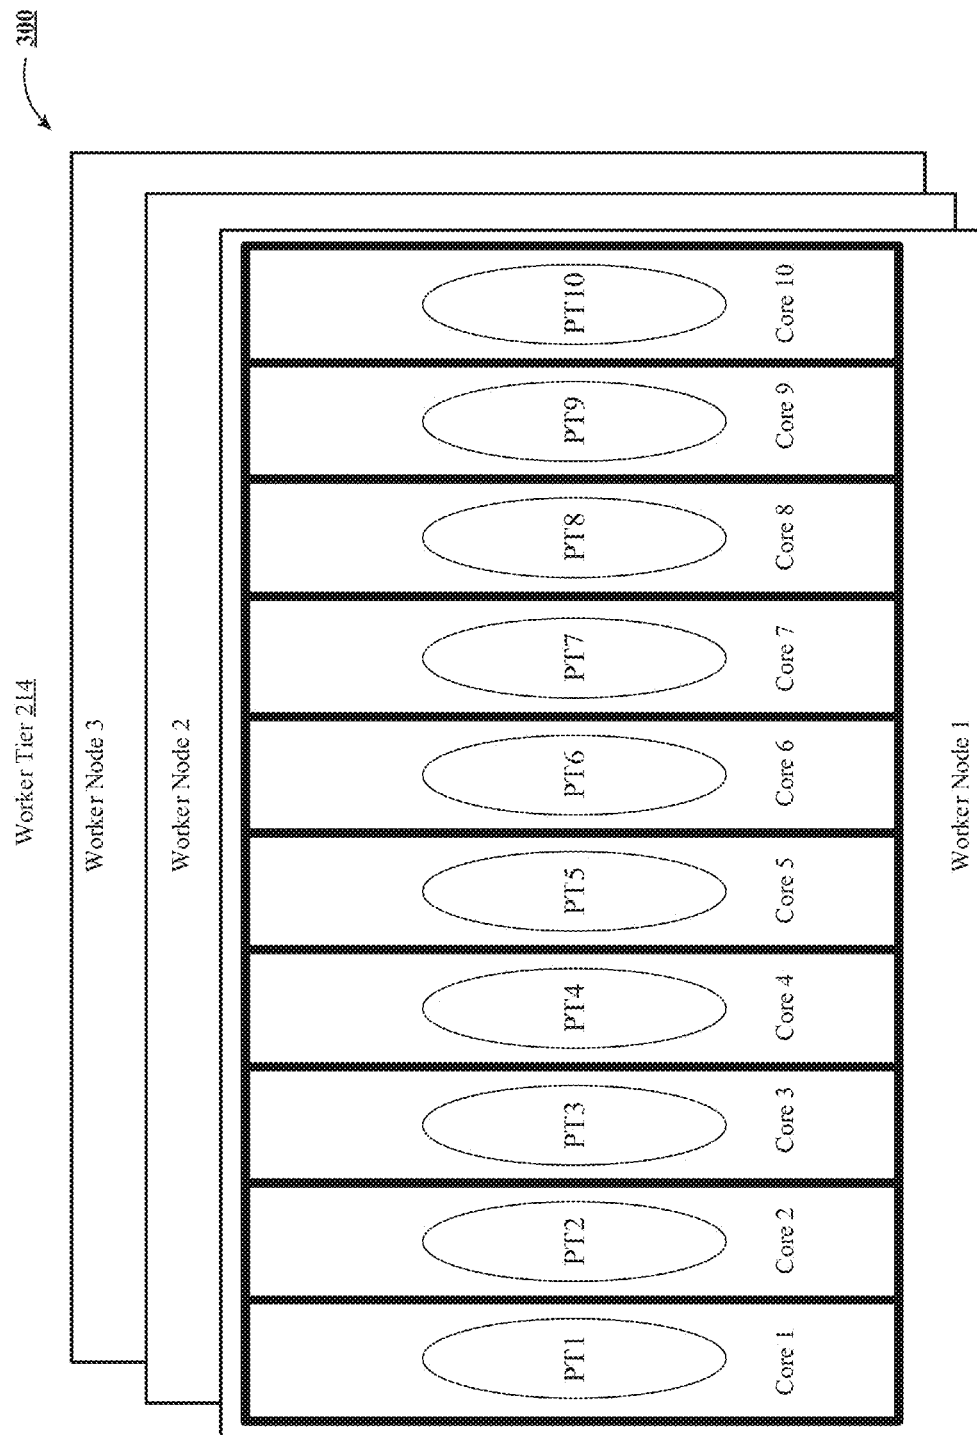 300
Worker Tier 214
Worker Node 3
Worker Node 2
PT1
PT2
PT3
PT4
PT5
PT6
PT7
PT8
PT9
PT10
Core 1
Core 2
Core 3
Core 4
Core 5
Core 6
Core 7
Core 8
Core 9
Core 10
Worker Node 1